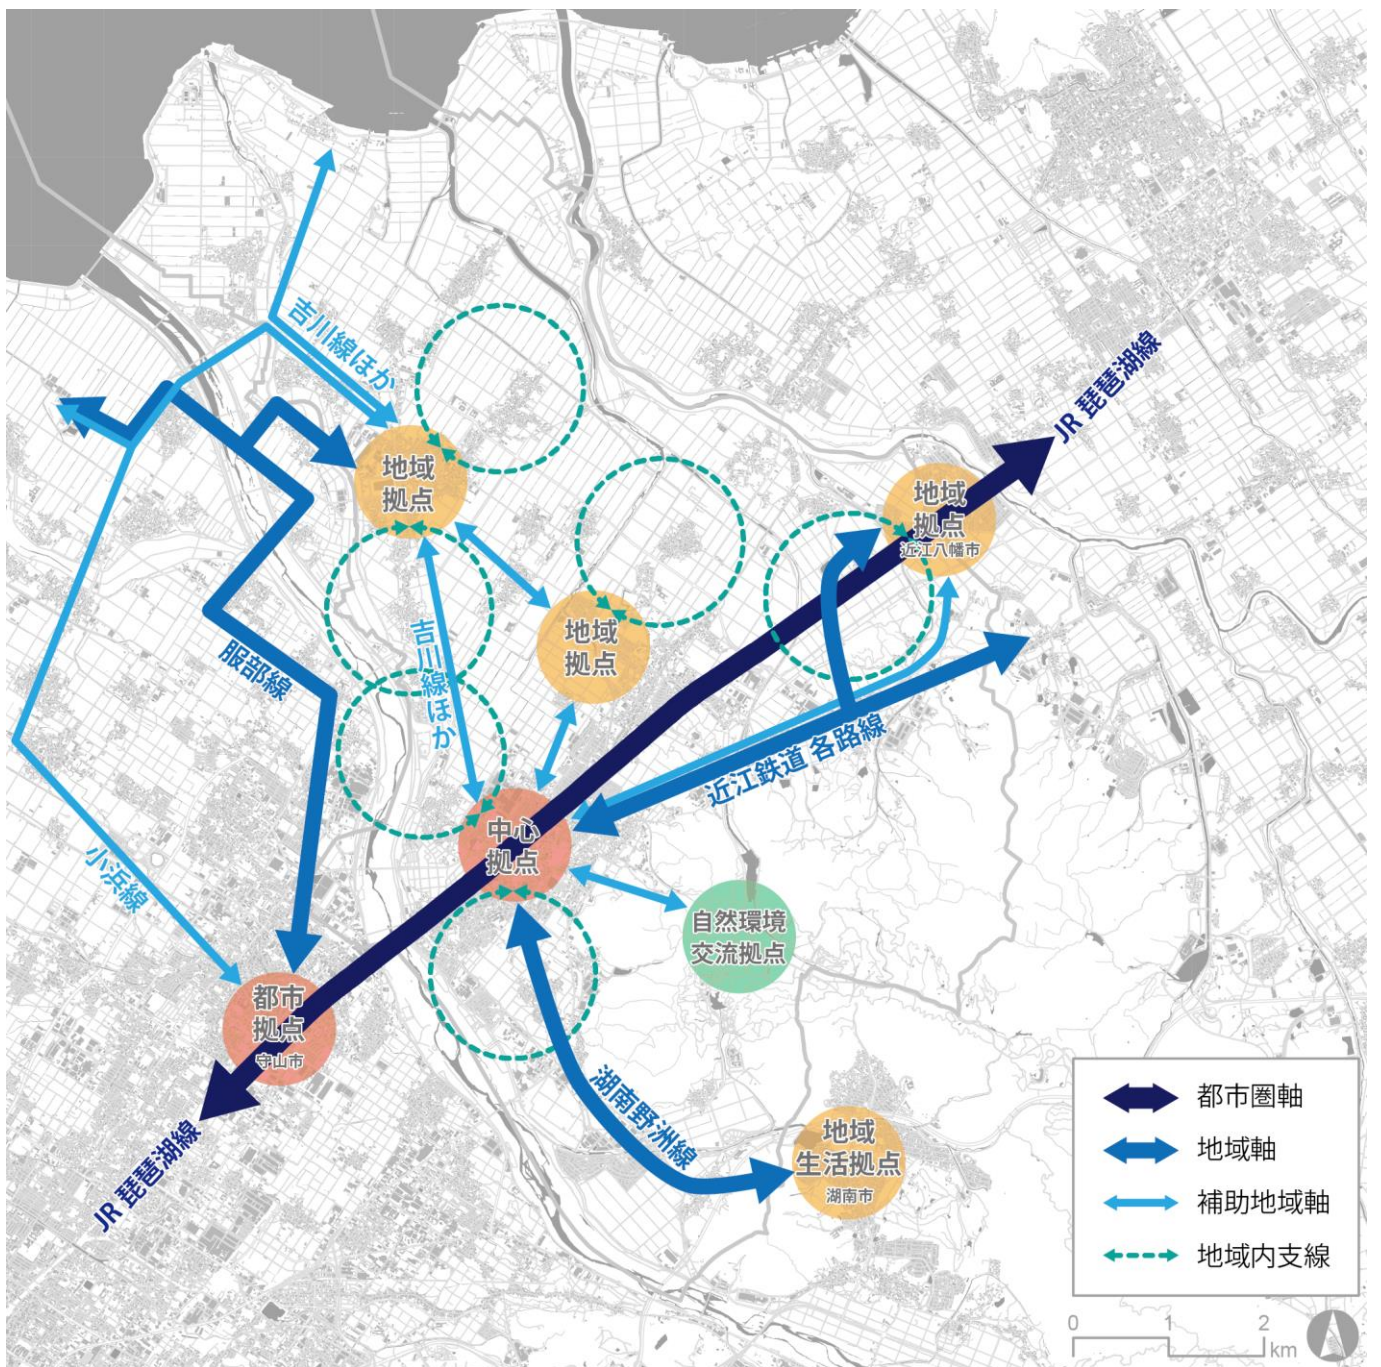 吉川線ほか
JR 琵琶湖線
地域
拠点
地域
拠点
近江八幡市
地域
拠点
吉川線ほか
服部線
近江鉄道 各路線
中心
拠点
小浜線
自然環境
交流拠点
都市
拠点
守山市
湖南野洲線
地域
生活拠点
湖南市
JR 琵琶湖線
都市圏軸
地域軸
補助地域軸
地域内支線
0 1 2
km